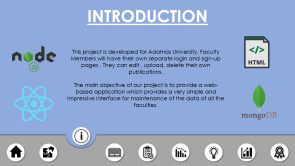 INTRODUCTION
This project is developed for Adamas University. Faculty
Members will have their own separate login and sign-up
pages . They can edit , upload, delete their own
publications.
The main objective of our project is to provide a web-
based application which provides a very simple and
impressive interface for maintenance of the data of all the
faculties.
node
JS
</>
HTML
mongoDB
i